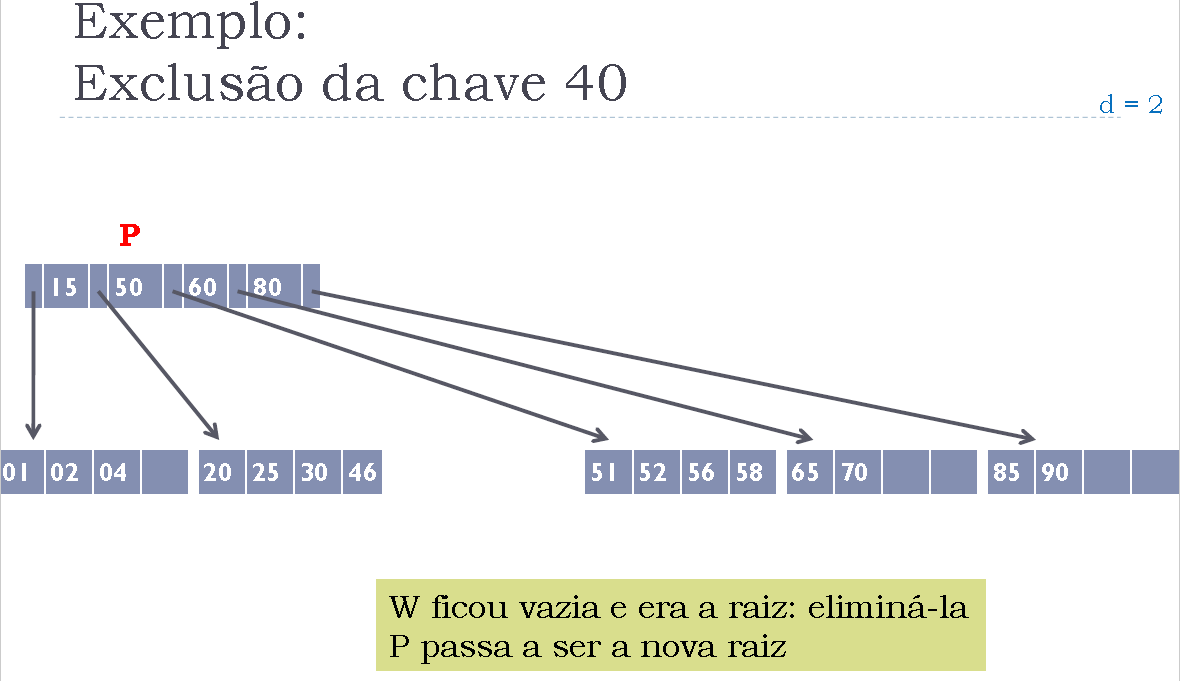 Exemplo:
Exclusão da chave 40
d = 2
P
15 50 60 80
01 02 04 20 25 30 46 51 52 56 58 65 70 85 90
W ficou vazia e era a raiz: eliminá-la
P passa a ser a nova raiz